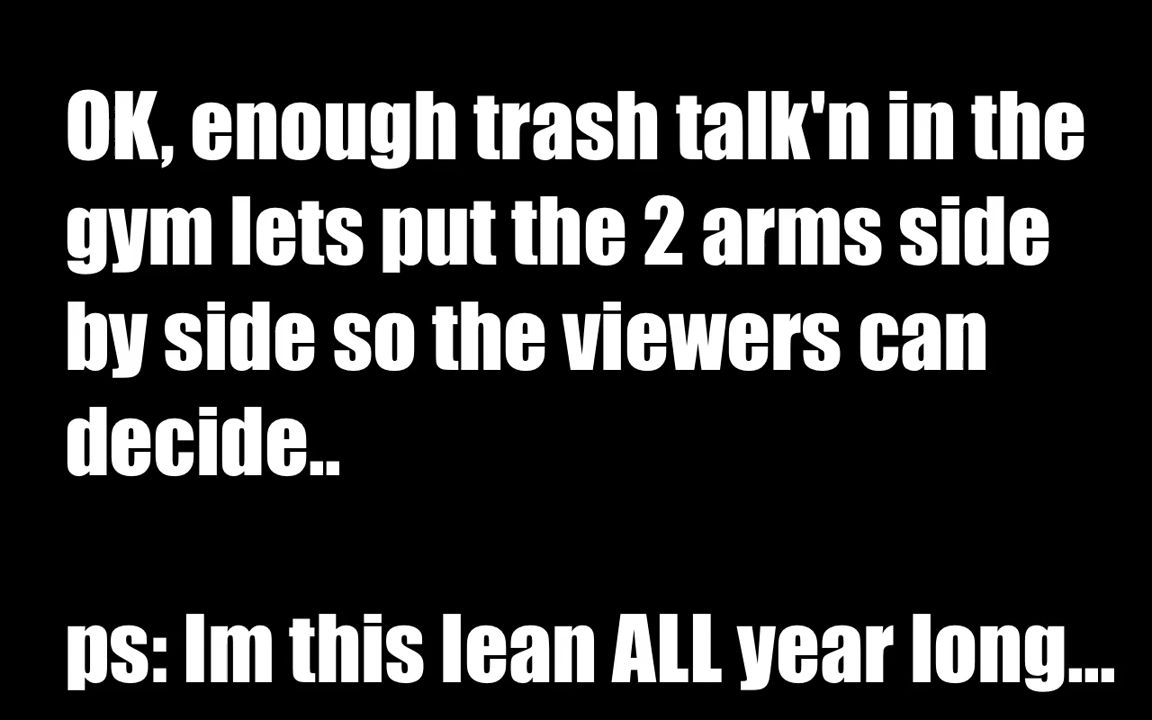 OK, enough trash talk'n in the
gym lets put the 2 arms side
by side so the viewers can
decide..
ps: Im this lean ALL year long...